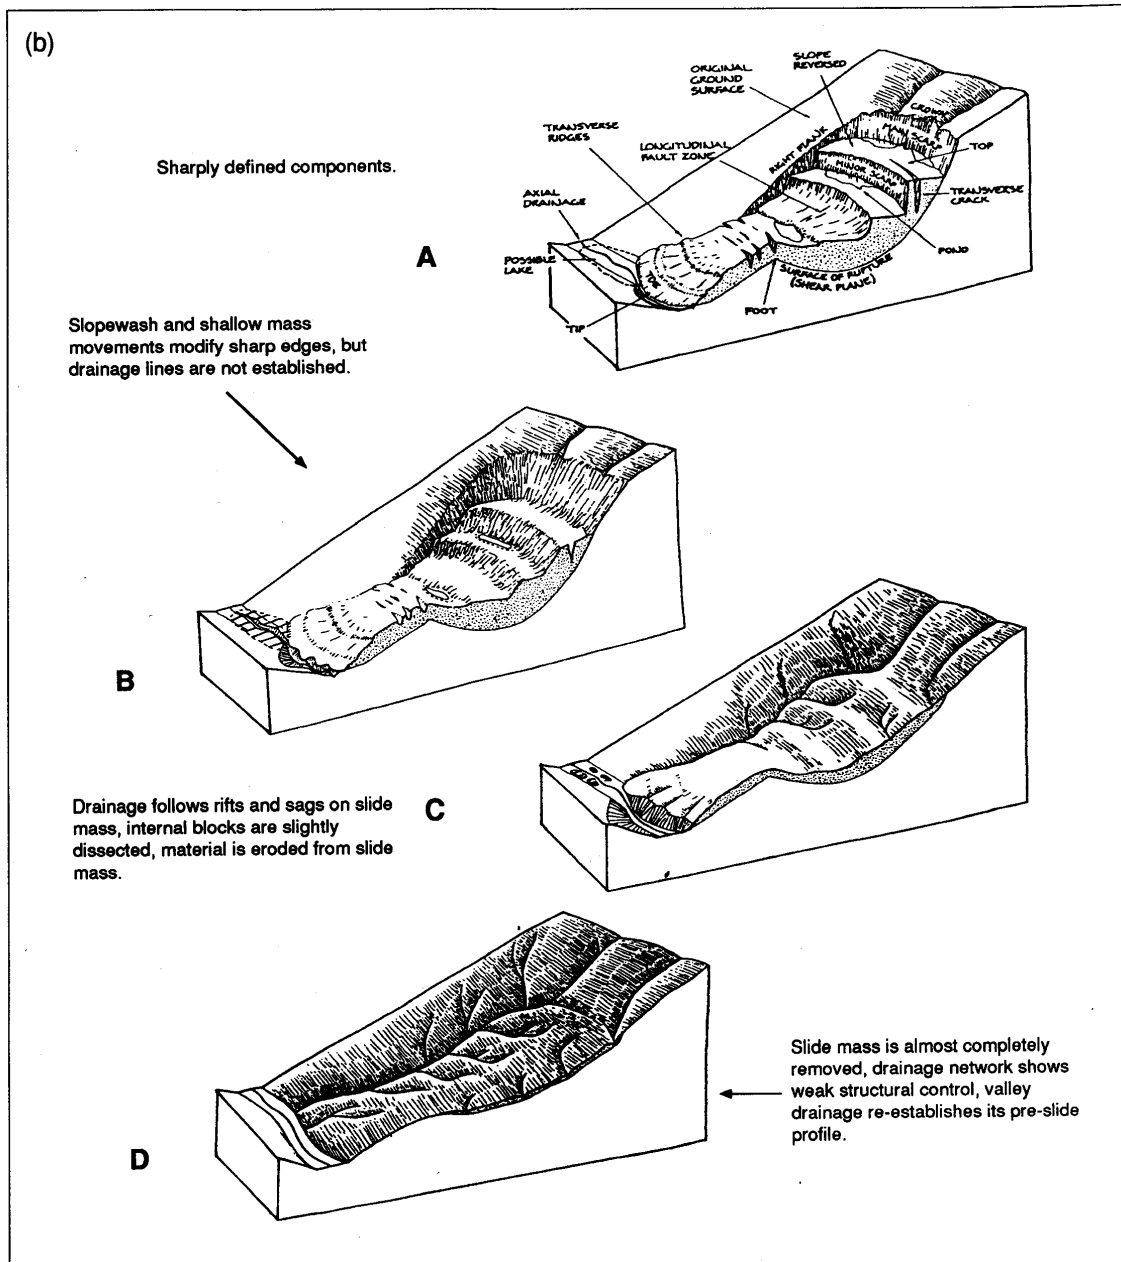 (b)
Sharply defined components.
A
ORIGINAL
GROUND
SURFACE
SLOPE
REVERSED
CROWN
MAIN SCARP
TOP
TRANSVERSE
RIDGES
LONGITUDINAL
FAULT ZONE
RIGHT FLANK
MINOR SCARP
TRANSVERSE
CRACK
AXIAL
DRAINAGE
POND
POSSIBLE
LAKE
TOE
SURFACE OF RUPTURE
(SHEAR PLANE)
FOOT
TIP
Slopewash and shallow mass
movements modify sharp edges, but
drainage lines are not established.
B
Drainage follows rifts and sags on slide
mass, internal blocks are slightly
dissected, material is eroded from slide
mass.
C
Slide mass is almost completely
removed, drainage network shows
weak structural control, valley
drainage re-establishes its pre-slide
profile.
D